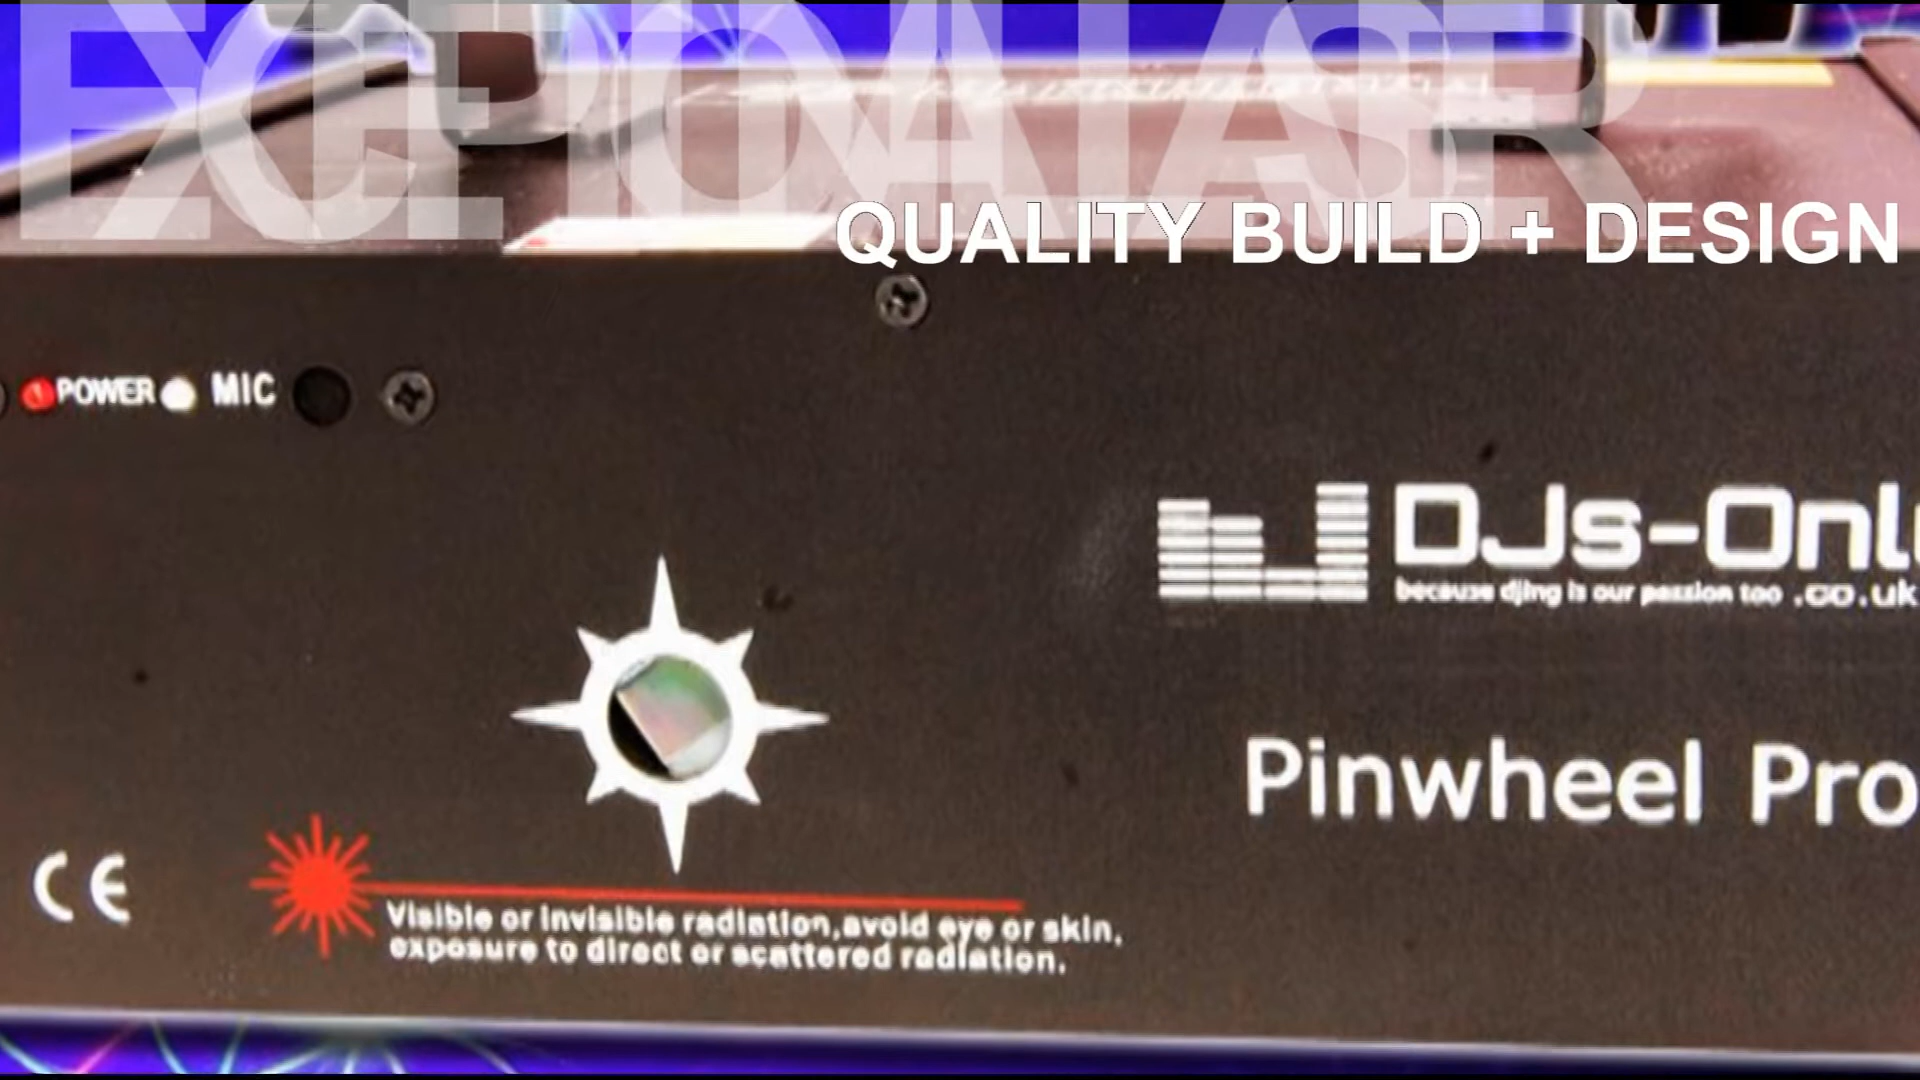 EXCEPTIONAL LASER
QUALITY BUILD + DESIGN
POWER MIC
DJs-Onl
because djing is our passion too .co.uk
Pinwheel Pro
CE
Visible or invisible radiation,avoid eye or skin,
exposure to direct or scattered radiation.